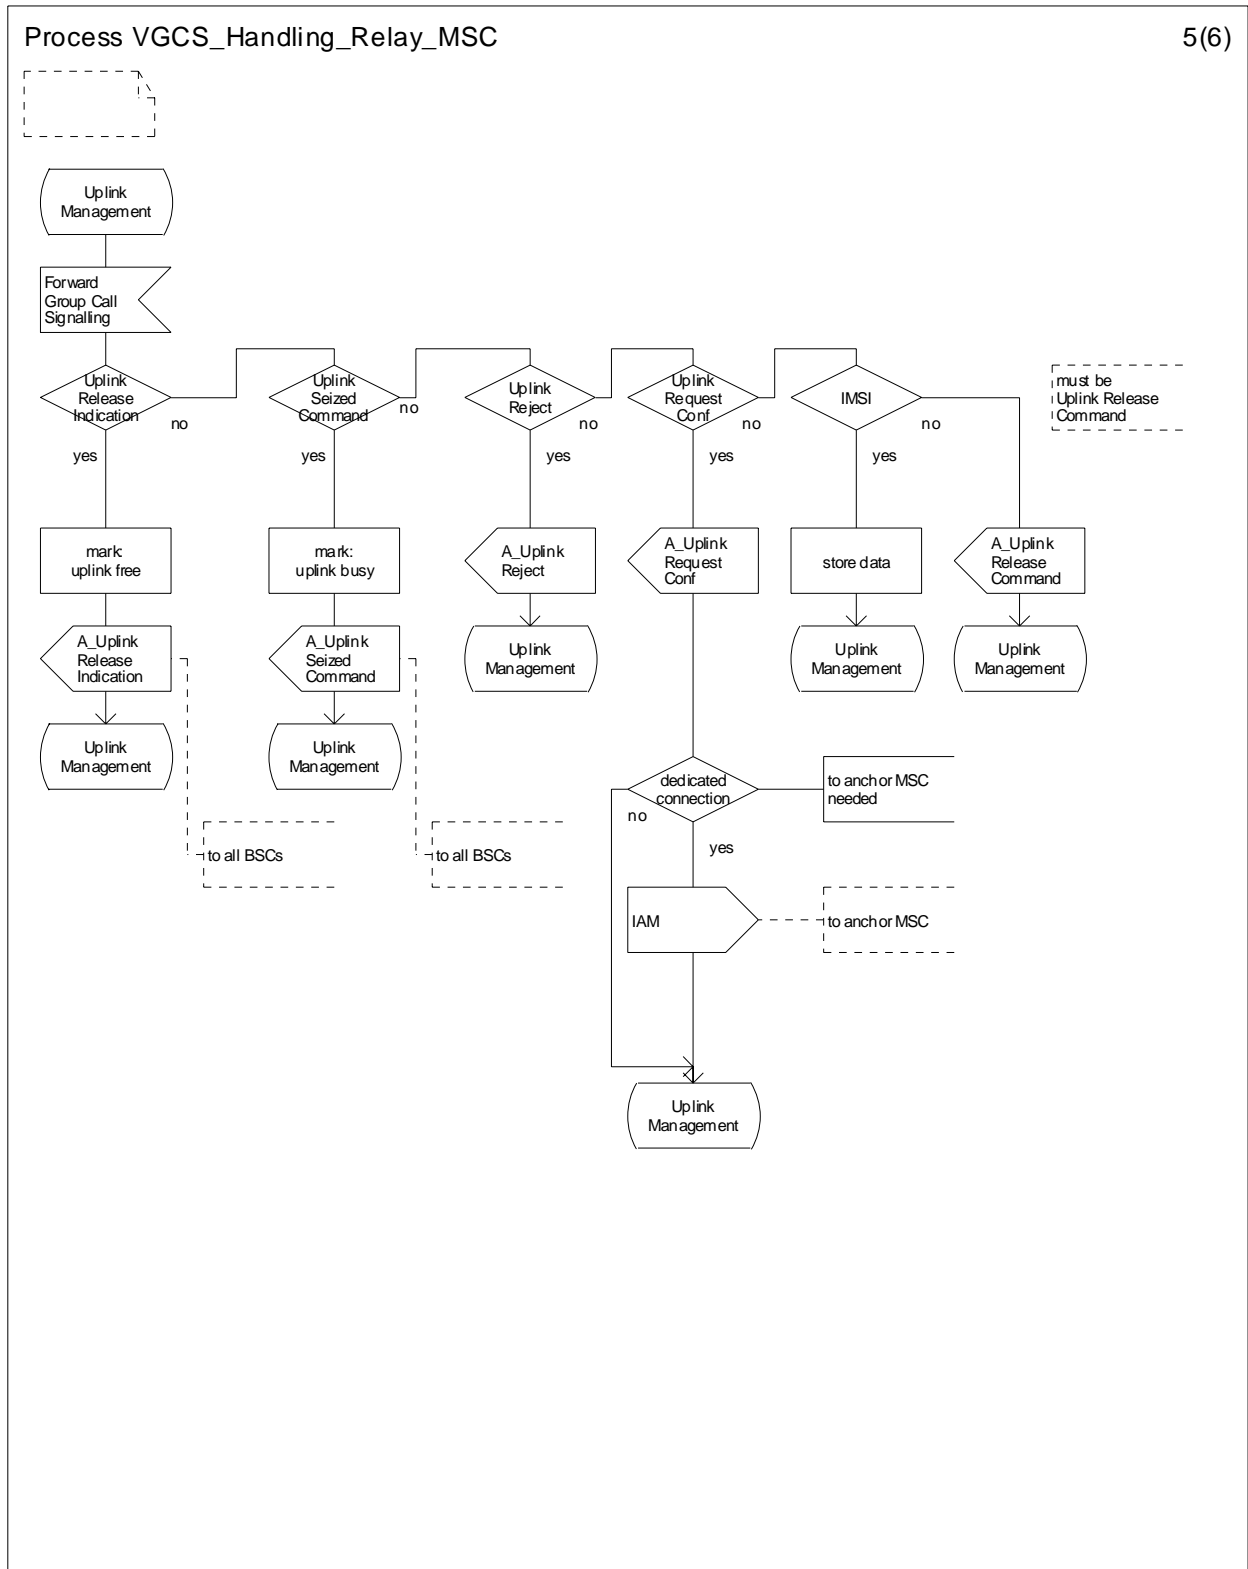 Process VGCS_Handling_Relay_MSC
5(6)
Uplink
Management
Forward
Group Call
Signalling
Uplink
Release
Indication
no
yes
Uplink
Seized
Command
no
yes
Uplink
Reject
no
yes
Uplink
Request
Conf
no
yes
IMSI
no
yes
must be
Uplink Release
Command
mark:
uplink free
mark:
uplink busy
A_Uplink
Reject
A_Uplink
Request
Conf
store data
A_Uplink
Release
Command
A_Uplink
Release
Indication
A_Uplink
Seized
Command
Uplink
Management
Uplink
Management
Uplink
Management
Uplink
Management
Uplink
Management
dedicated
connection
no
yes
to anchor MSC
needed
to all BSCs
to all BSCs
IAM
to anchor MSC
Uplink
Management